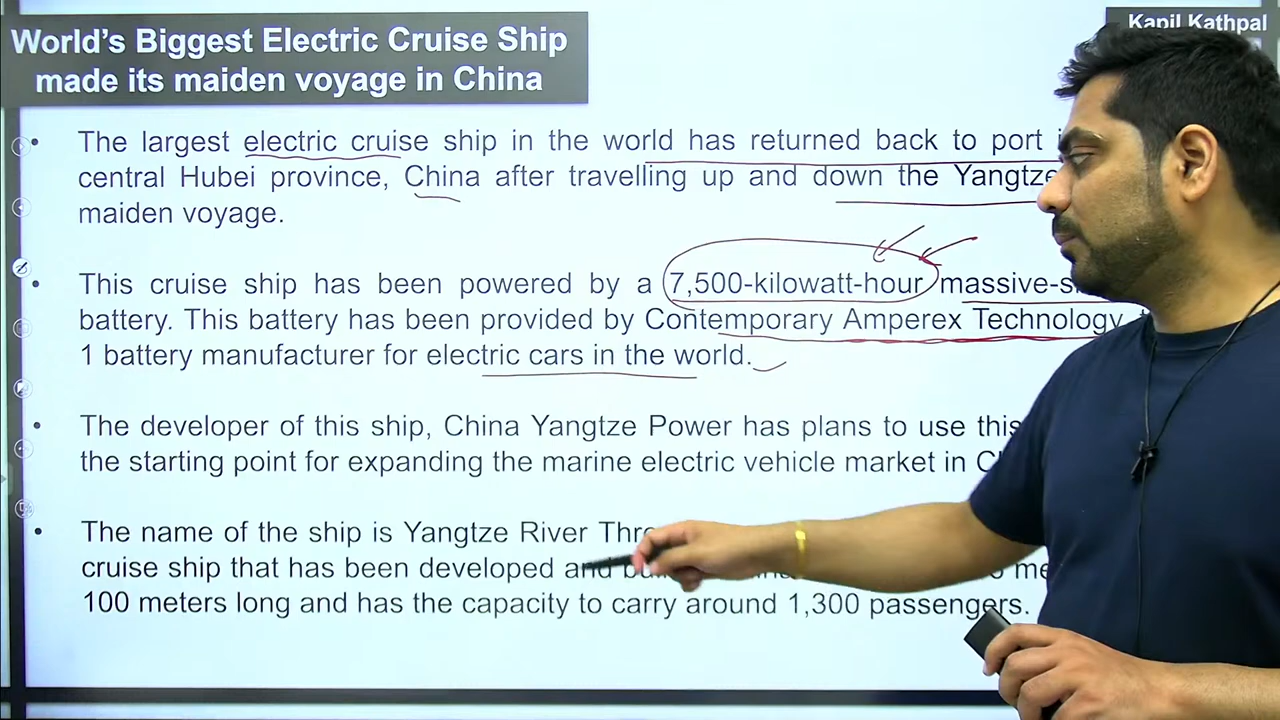 World's Biggest Electric Cruise Ship
made its maiden voyage in China
Kapil Kathpal
• The largest electric cruise ship in the world has returned back to port
central Hubei province, China after travelling up and down the Yangtze
maiden voyage.
• This cruise ship has been powered by a 7,500-kilowatt-hour
battery. This battery has been provided by Contemporary Amperex Technology,
1 battery manufacturer for electric cars in the world.
• The developer of this ship, China Yangtze Power has plans to use this
the starting point for expanding the marine electric vehicle market in
• The name of the ship is Yangtze River
cruise ship that has been developed and
100 meters long and has the capacity to carry around 1,300 passengers.